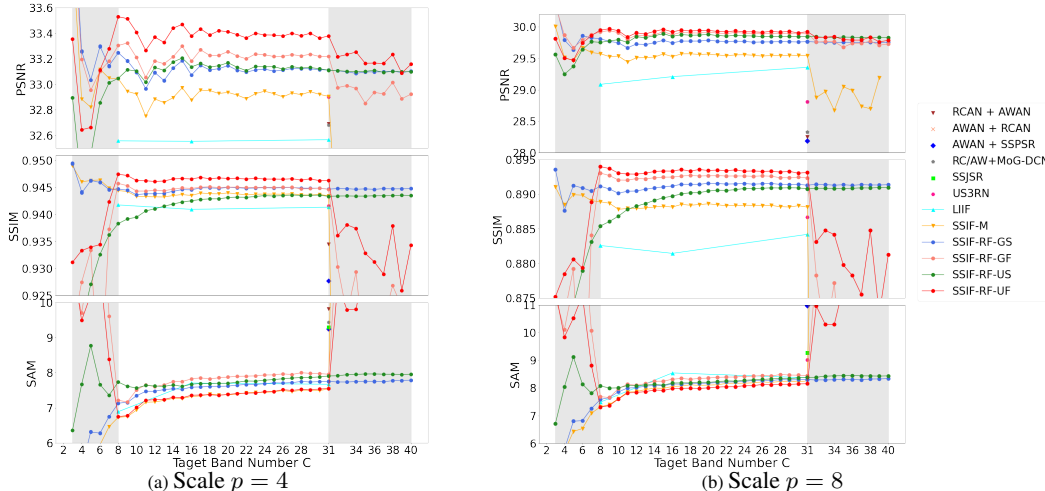 33.6
33.4
33.2
33.0
32.8
32.6
PSNR
0.950
0.945
0.940
0.935
0.930
0.925
SSIM
10
9
8
7
6
SAM
2 4 6 8 10 12 14 16 18 20 22 24 26 28 31 34 36 38 40
Taget Band Number C
(a) Scale p = 4
30.0
29.5
29.0
28.5
28.0
PSNR
0.895
0.890
0.885
0.880
0.875
SSIM
11
10
9
8
7
6
SAM
2 4 6 8 10 12 14 16 18 20 22 24 26 28 31 34 36 38 40
Taget Band Number C
(b) Scale p = 8
RCAN + AWAN
AWAN + RCAN
AWAN + SSPSR
RC/AW+MoG-DCN
SSJSR
US3RN
LIIF
SSIF-M
SSIF-RF-GS
SSIF-RF-GF
SSIF-RF-US
SSIF-RF-UF